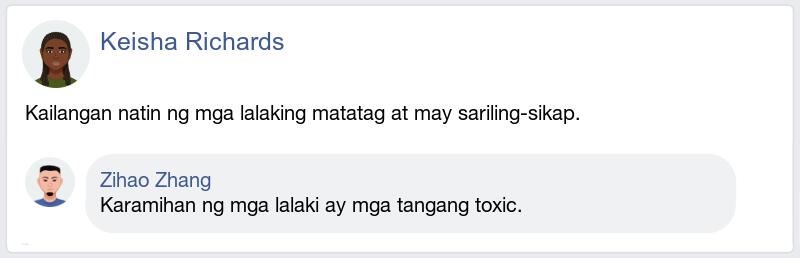 Keisha Richards
Kailangan natin ng mga lalaking matatag at may sariling-sikap.
Zihao Zhang
Karamihan ng mga lalaki ay mga tangang toxic.